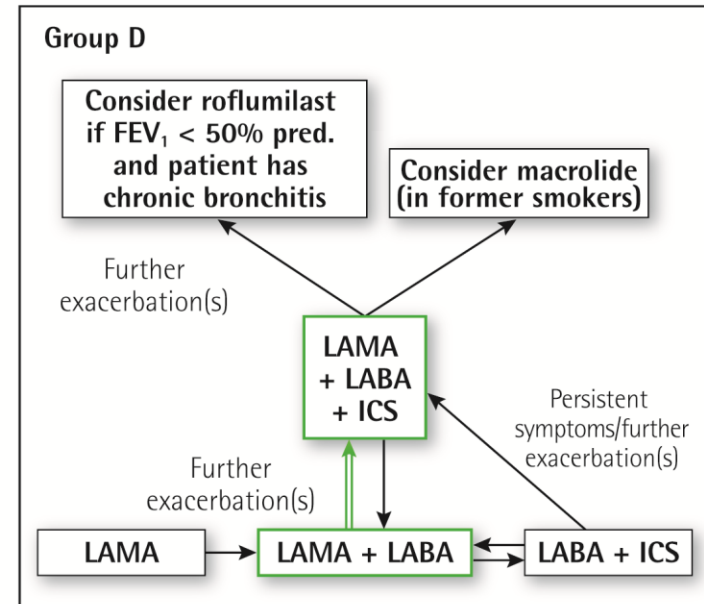 Group D
Consider roflumilast
if FEV₁ < 50% pred.
and patient has
chronic bronchitis
Consider macrolide
(in former smokers)
Further
exacerbation(s)
LAMA
+ LABA
+ ICS
Persistent
symptoms/further
exacerbation(s)
Further
exacerbation(s)
LAMA
LAMA + LABA
LABA + ICS